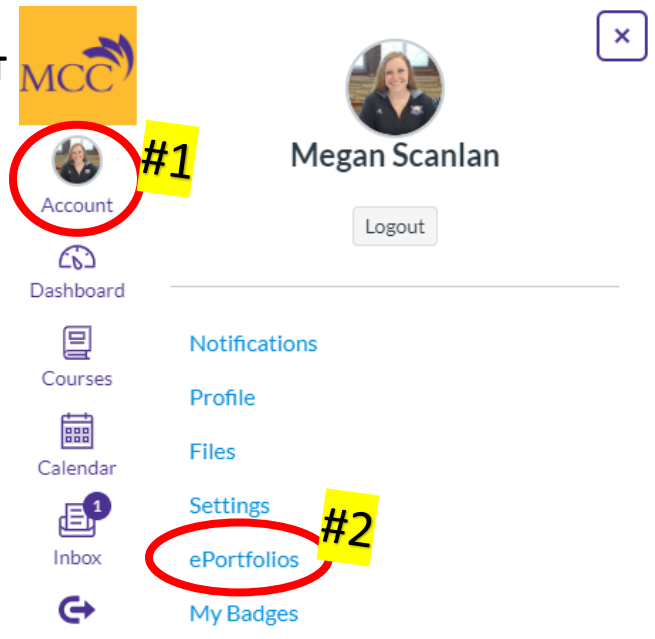 T
MCC
×
#1
Megan Scanlan
Account
Logout
Dashboard
Notifications
Courses
Profile
Calendar
Files
1
Settings
#2
Inbox
ePortfolios
My Badges